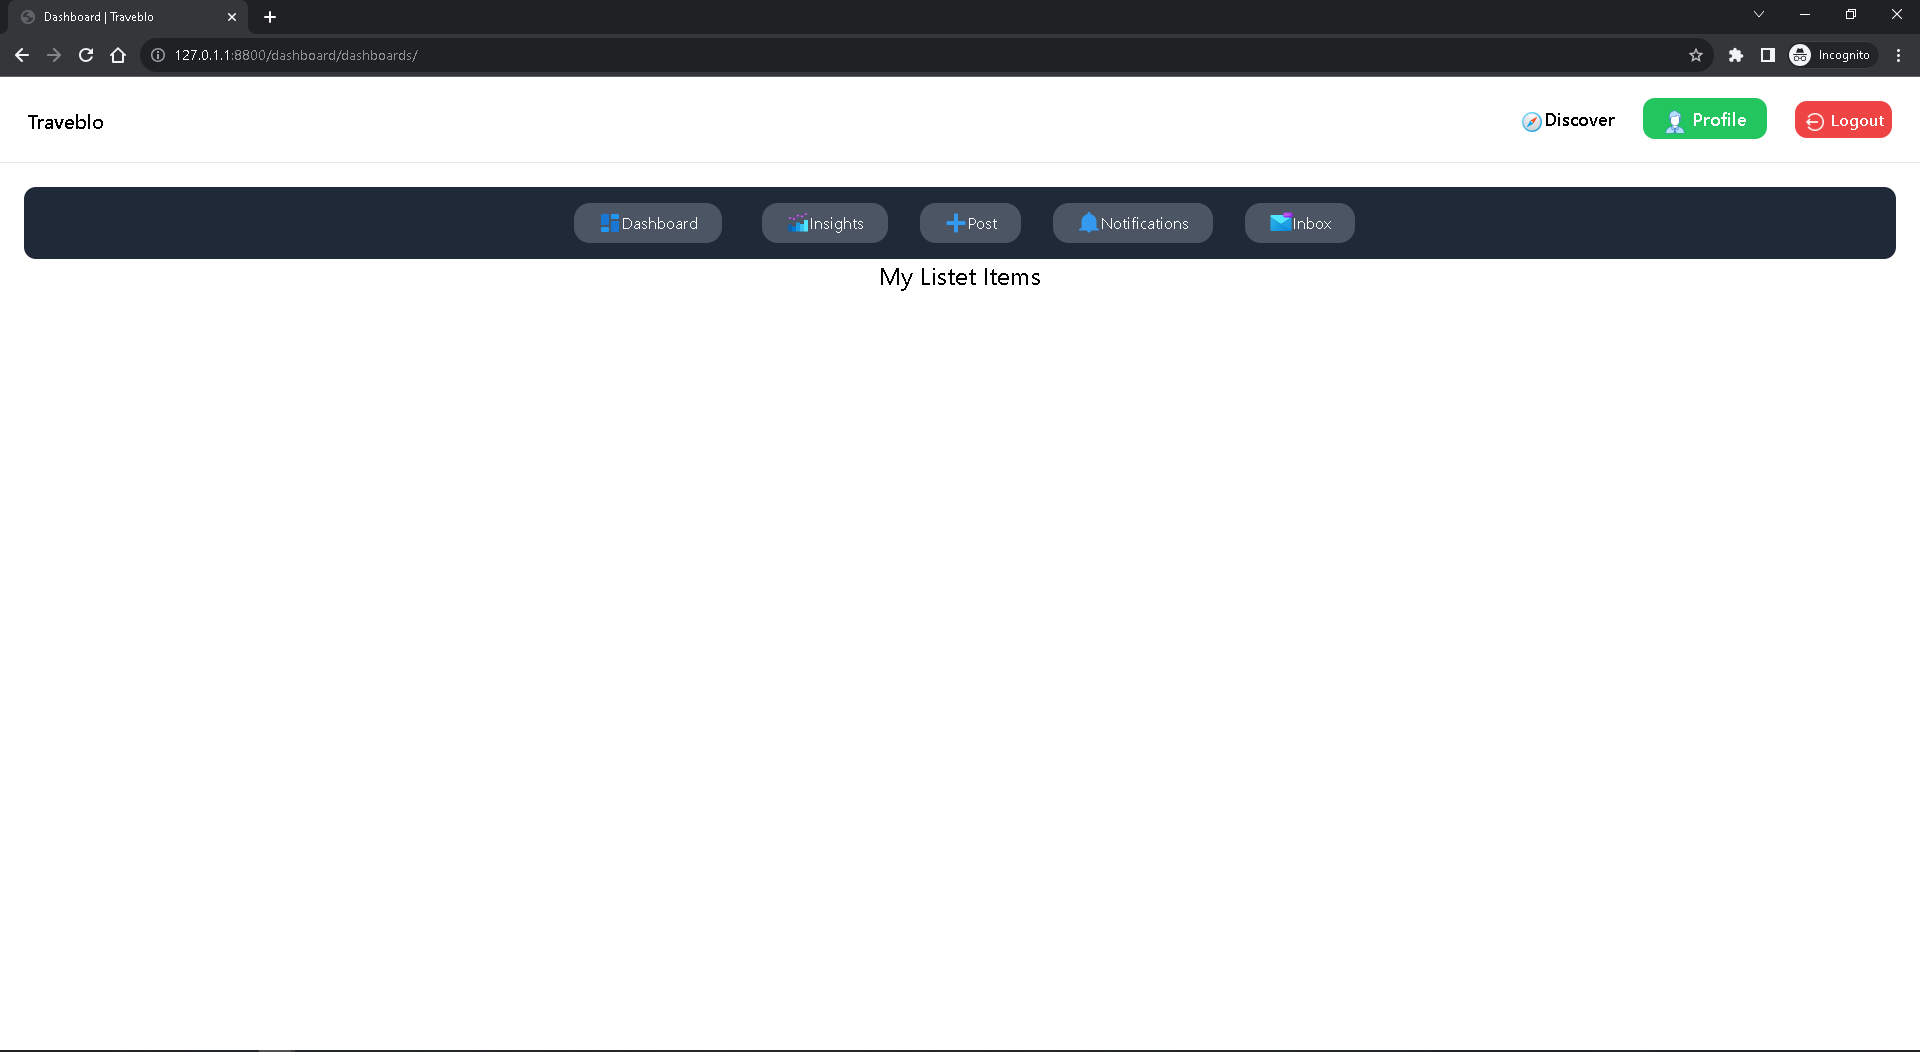 Dashboard | Traveblo
127.0.1.1:8800/dashboard/dashboards/
Incognito
Traveblo
Discover
Profile
Logout
Dashboard
Insights
Post
Notifications
Inbox
My Listet Items